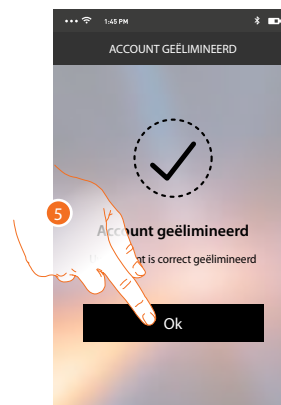 1:45 PM
ACCOUNT GEËLIMINEERD
5
Account geëlimineerd
is correct geëlimineerd
Ok